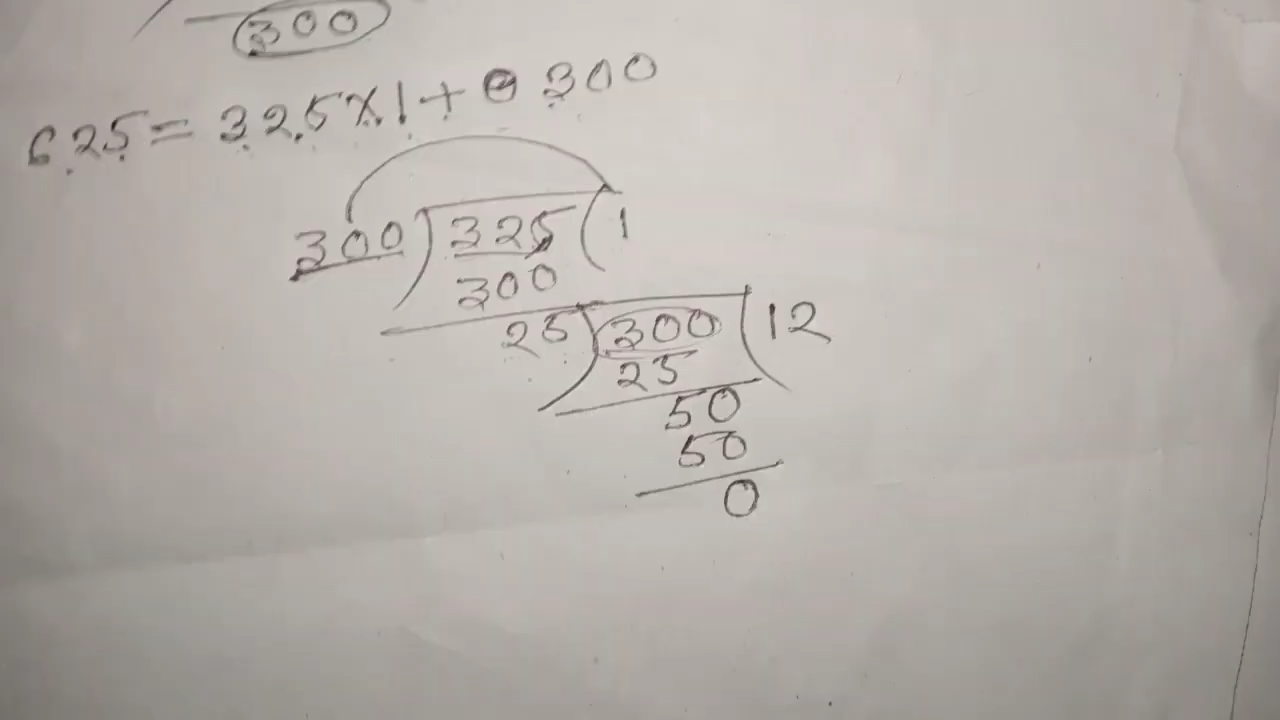 300
625 = 325 × 1 + 300
300 ) 325 ( 1
300
25 ) 300 ( 12
25
50
50
0